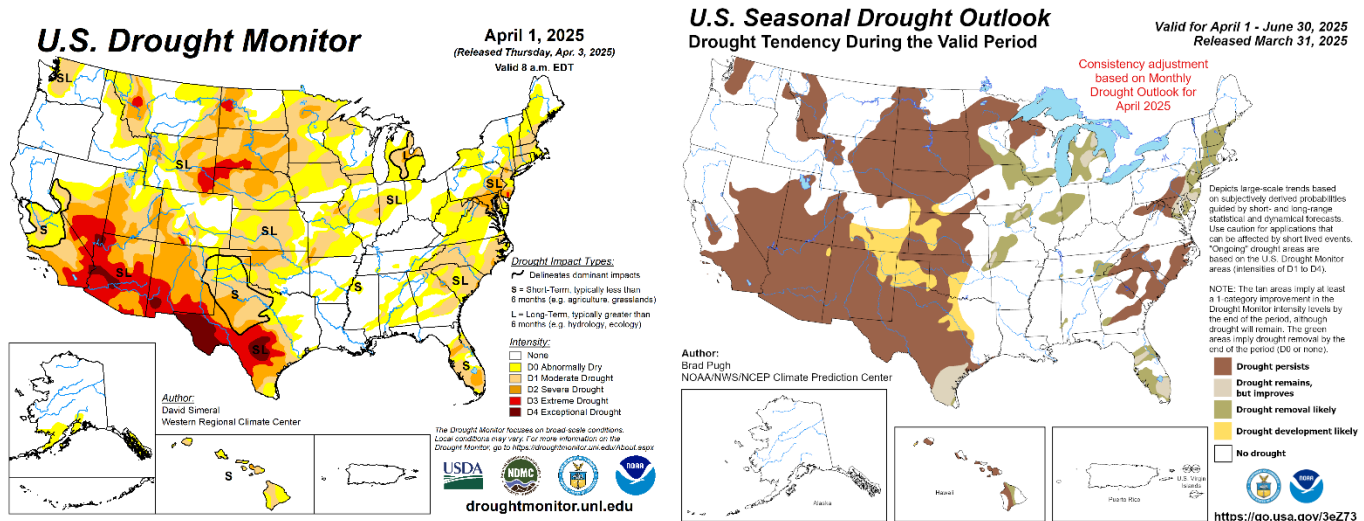 U.S. Drought Monitor
April 1, 2025
(Released Thursday, Apr. 3, 2025)
Valid 8 a.m. EDT
SL
SL
L
SL
SL
SL
S
SL
SL
S
S
SL
SL
S
S
Drought Impact Types:
Delineates dominant impacts
S = Short-Term, typically less than
6 months (e.g. agriculture, grasslands)
L = Long-Term, typically greater than
6 months (e.g. hydrology, ecology)
Intensity:
None
D0 Abnormally Dry
D1 Moderate Drought
D2 Severe Drought
D3 Extreme Drought
D4 Exceptional Drought
Author:
David Simeral
Western Regional Climate Center
The Drought Monitor focuses on broad-scale conditions.
Local conditions may vary. For more information on the
Drought Monitor, go to https://droughtmonitor.unl.edu/About.aspx
USDA
NDMC
NOAA
droughtmonitor.unl.edu
U.S. Seasonal Drought Outlook
Drought Tendency During the Valid Period
Valid for April 1 - June 30, 2025
Released March 31, 2025
Consistency adjustment
based on Monthly
Drought Outlook for
April 2025
Depicts large-scale trends based
on subjectively derived probabilities
guided by short- and long-range
statistical and dynamical forecasts.
Use caution for applications that
can be affected by short lived events.
"Ongoing" drought areas are
based on the U.S. Drought Monitor
areas (intensities of D1 to D4).
NOTE: The tan areas imply at least
a 1-category improvement in the
Drought Monitor intensity levels by
the end of the period, although
drought will remain. The green
areas imply drought removal by the
end of the period (D0 or none).
Author:
Brad Pugh
NOAA/NWS/NCEP Climate Prediction Center
Drought persists
Drought remains,
but improves
Drought removal likely
Drought development likely
No drought
Alaska
Hawaii
Puerto Rico
U.S. Virgin
Islands
NOAA
https://go.usa.gov/3eZ73